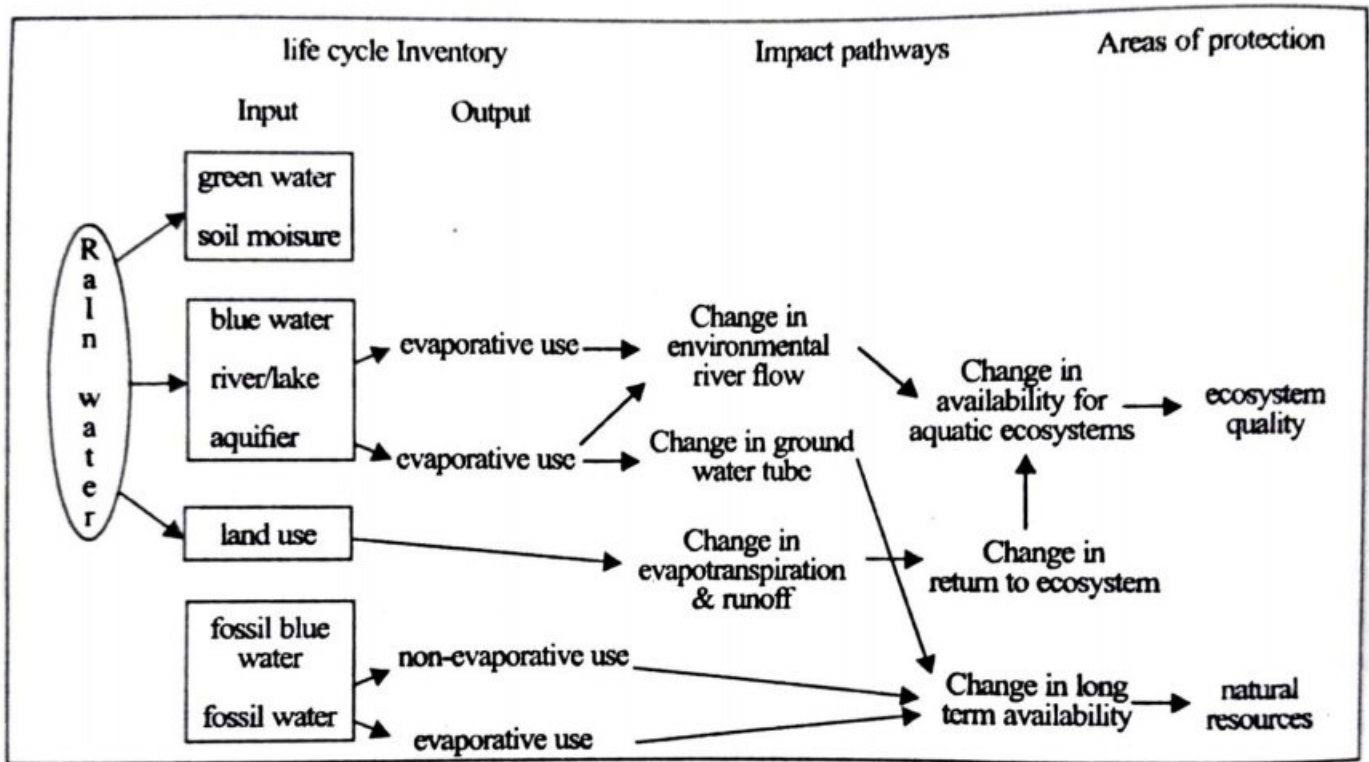 life cycle Inventory
Impact pathways
Areas of protection
Input
Output
Rain water
green water
soil moisure
blue water
river/lake
aquifier
evaporative use
evaporative use
Change in
environmental
river flow
Change in ground
water tube
Change in
availability for
aquatic ecosystems
ecosystem
quality
land use
Change in
evapotranspiration
& runoff
Change in
return to ecosystem
fossil blue
water
fossil water
non-evaporative use
evaporative use
Change in long
term availability
natural
resources